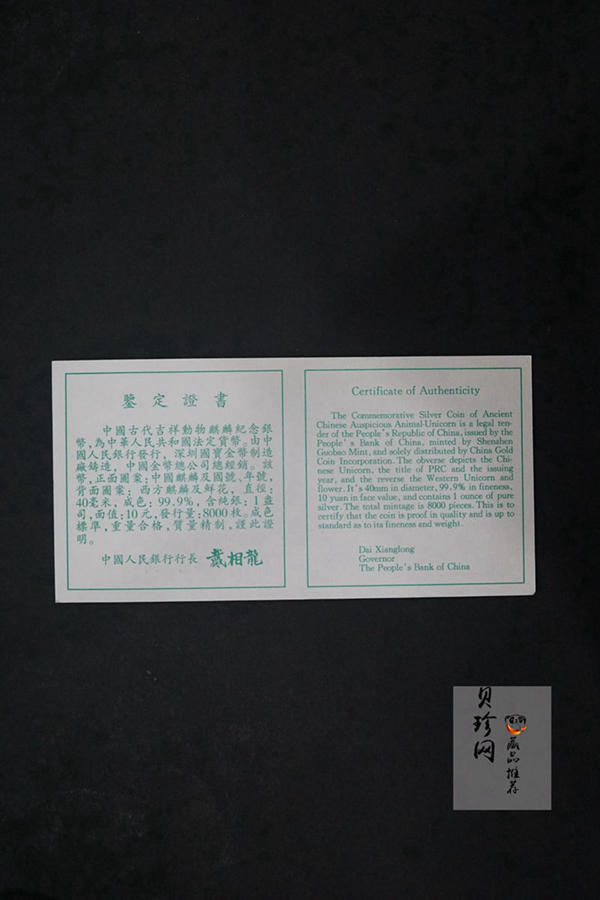 鑒定證書
中國古代吉祥動物麒麟紀念銀
幣,為中華人民共和國法定貨幣。由中
國人民銀行發行,深圳國寶金幣制造
廠鑄造,中國金幣總公司總經銷。該
幣,正面圖案:中國麒麟及國號、年號,
背面圖案:西方麒麟及鮮花。直徑:
40毫米,成色:99.9%,含純銀:1盎
司,面值:10元,發行量:8000枚。成色
標準,重量合格,質量精制,謹此證
明。
中國人民銀行行長 戴相龍
Certificate of Authenticity
The Commemorative Silver Coin of Ancient
Chinese Auspicious Animal-Unicorn is a legal ten-
der of the People's Republic of China, issued by the
People's Bank of China, minted by Shenzhen
Guobao Mint, and solely distributed by China Gold
Coin Incorporation. The obverse depicts the Chi-
nese Unicorn, the title of PRC and the issuing
year, and the reverse the Western Unicorn and
flower. It's 40mm in diameter, 99.9% in fineness,
10 yuan in face value, and contains 1 ounce of pure
silver. The total mintage is 8000 pieces. This is to
certify that the coin is proof in quality and is up to
standard as to its fineness and weight.
Dai Xianglong
Governor
The People's Bank of China
贝珍网
藏品推荐